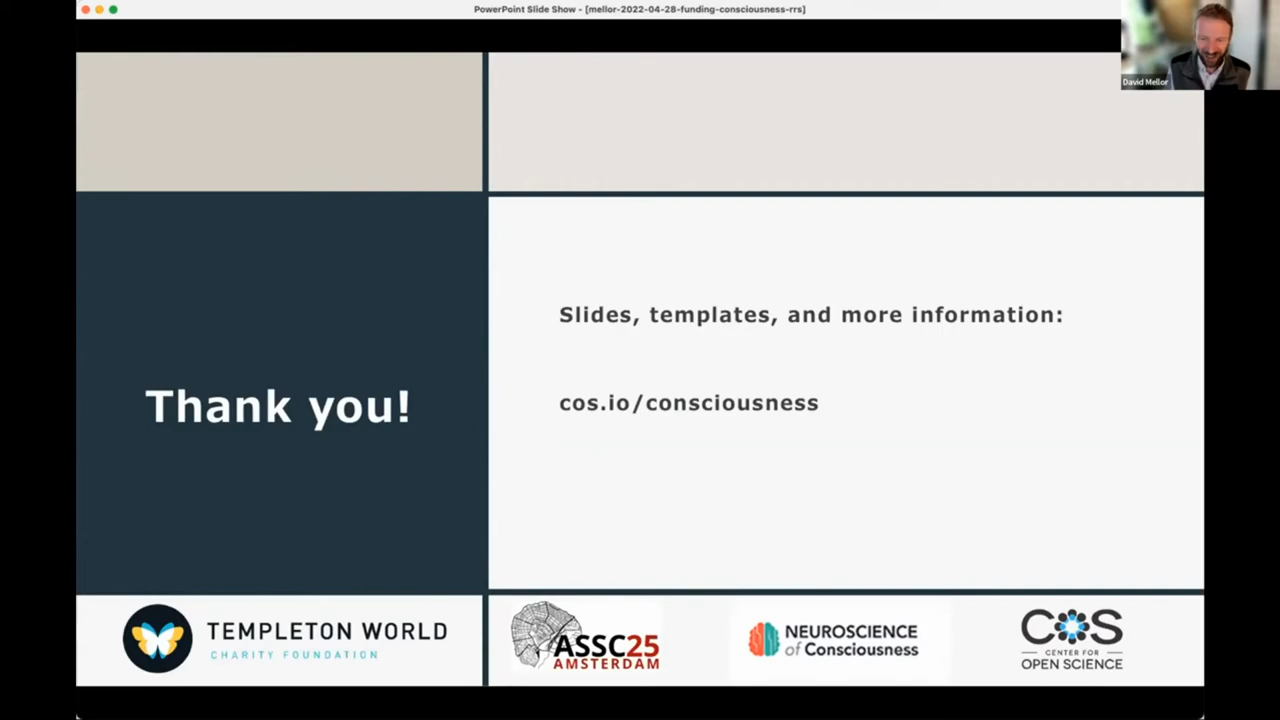 PowerPoint Slide Show - [mellor-2022-04-28-funding-consciousness-rrs]
David Mellor
Slides, templates, and more information:
Thank you!
cos.io/consciousness
TEMPLETON WORLD
CHARITY FOUNDATION
ASSC25
AMSTERDAM
NEUROSCIENCE
of Consciousness
COS
CENTER FOR
OPEN SCIENCE